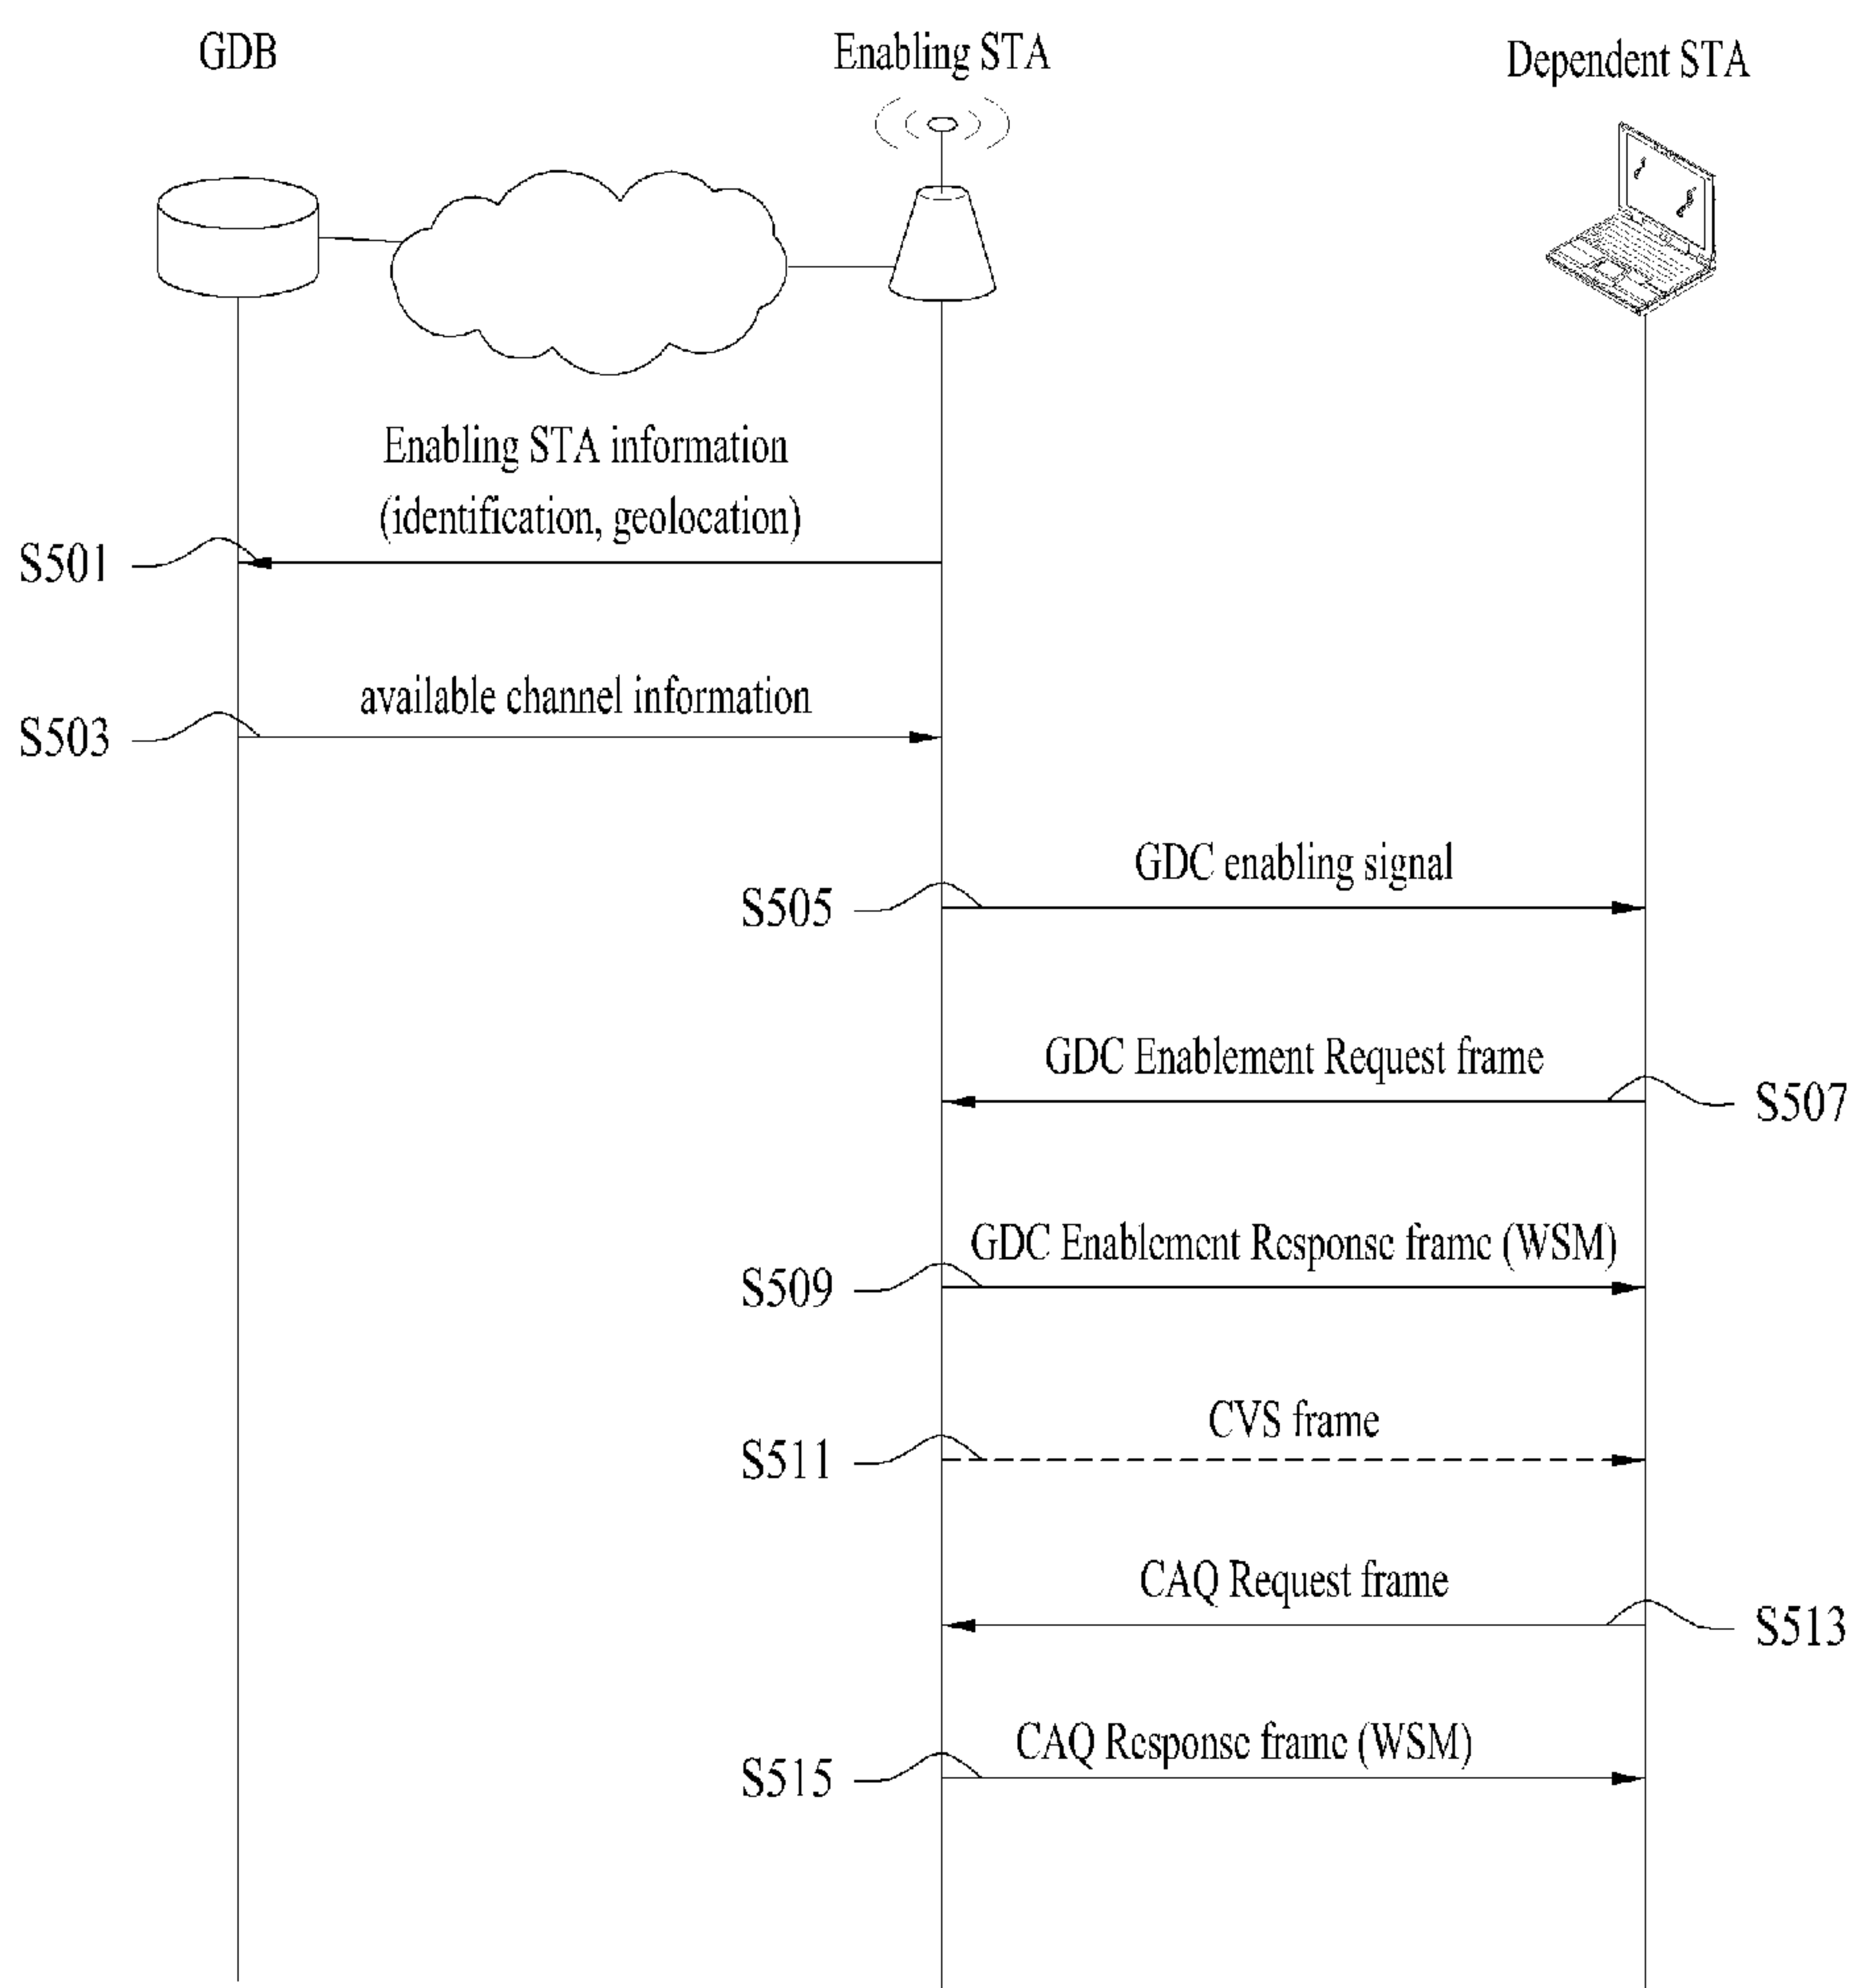 GDB
Enabling STA
Dependent STA
Enabling STA information
(identification, geolocation)
S501
available channel information
S503
GDC enabling signal
S505
GDC Enablement Request frame
S507
GDC Enablement Response frame (WSM)
S509
CVS frame
S511
CAQ Request frame
S513
CAQ Response frame (WSM)
S515